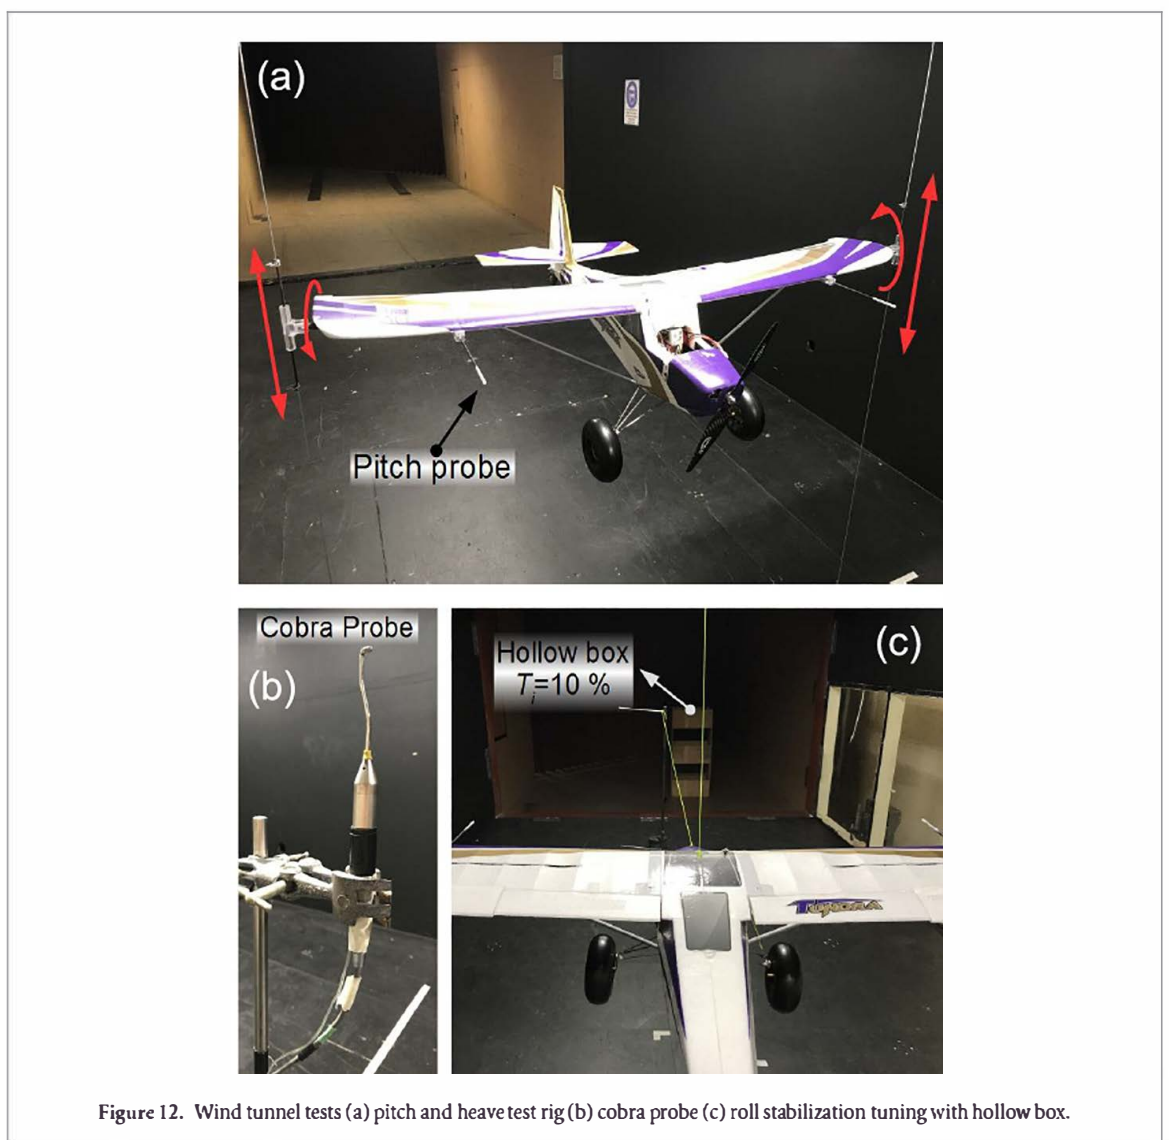 (a)
Pitch probe
Cobra Probe
(b)
Hollow box
Tᵢ=10 %
(c)
TUNDRA
Figure 12. Wind tunnel tests (a) pitch and heave test rig (b) cobra probe (c) roll stabilization tuning with hollow box.